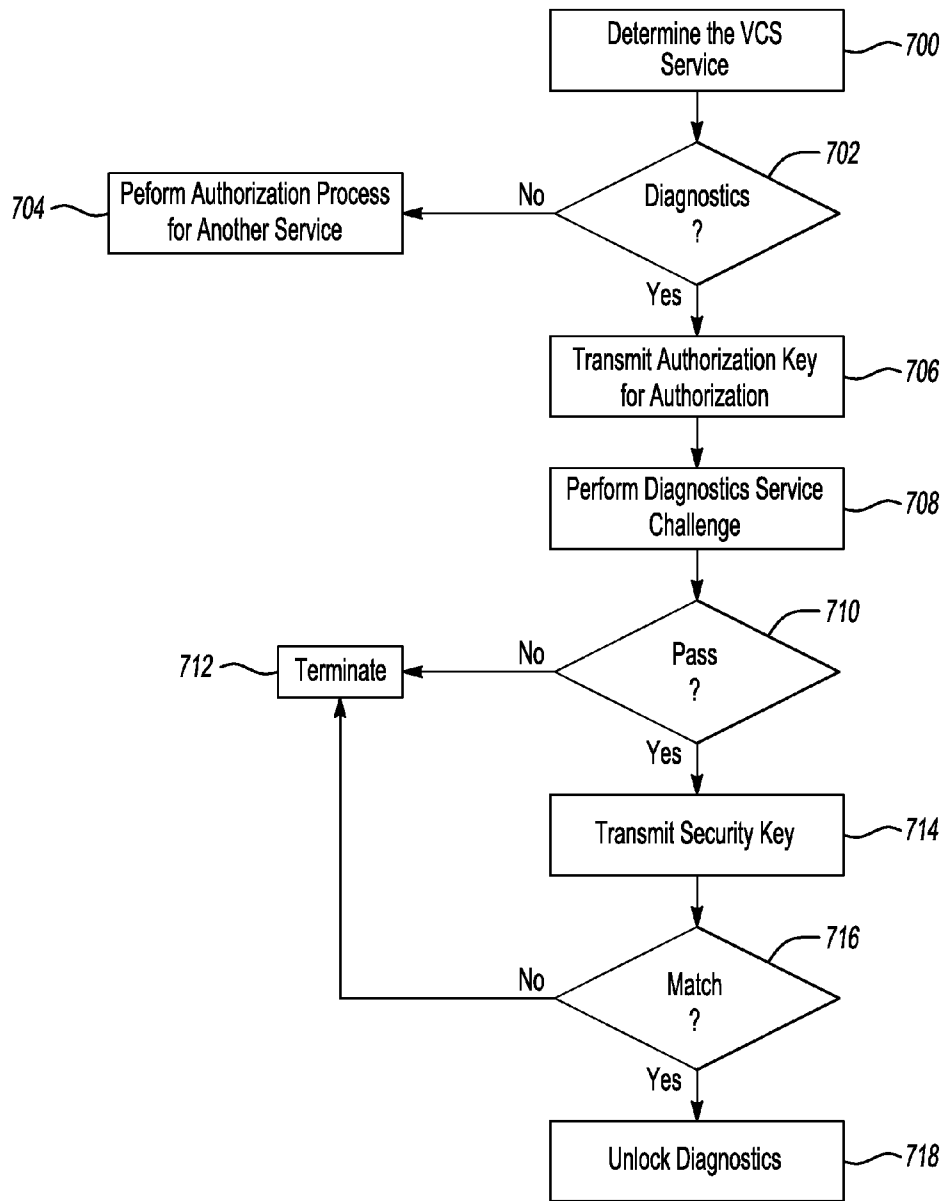 Determine the VCS
Service
700
702
Diagnostics
?
No
704
Peform Authorization Process
for Another Service
Yes
Transmit Authorization Key
for Authorization
706
Perform Diagnostics Service
Challenge
708
710
Pass
?
No
712
Terminate
Yes
Transmit Security Key
714
716
Match
?
No
Yes
Unlock Diagnostics
718